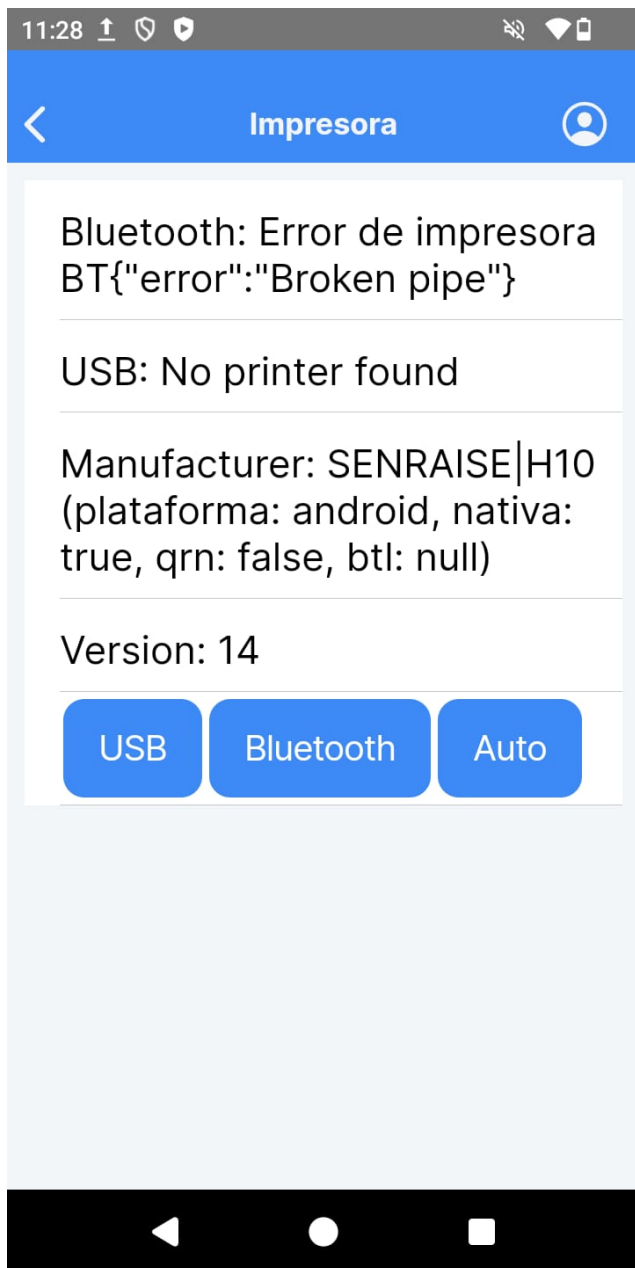 11:28
Impresora
Bluetooth: Error de impresora
BT{"error":"Broken pipe"}
USB: No printer found
Manufacturer: SENRAISE|H10
(plataforma: android, nativa:
true, qrn: false, btl: null)
Version: 14
USB Bluetooth Auto